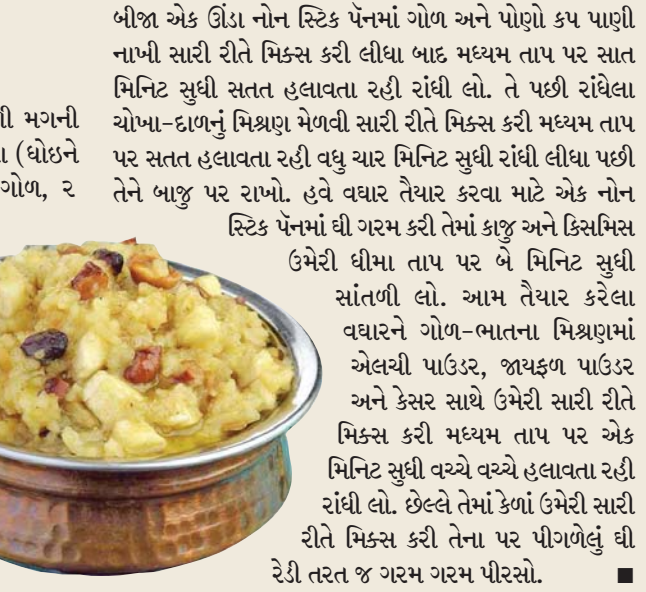 ી મગની
ા (ધોઇને
ગોળ, ૨
બીજા એક ઊંડા નોન સ્ટિક પૅનમાં ગોળ અને પોણો કપ પાણી
નાખી સારી રીતે મિક્સ કરી લીધા બાદ મધ્યમ તાપ પર સાત
મિનિટ સુધી સતત હલાવતા રહી રાંધી લો. તે પછી રાંધેલા
ચોખા-દાળનું મિશ્રણ મેળવી સારી રીતે મિક્સ કરી મધ્યમ તાપ
પર સતત હલાવતા રહી વધુ ચાર મિનિટ સુધી રાંધી લીધા પછી
તેને બાજુ પર રાખો. હવે વઘાર તૈયાર કરવા માટે એક નોન
સ્ટિક પૅનમાં ઘી ગરમ કરી તેમાં કાજુ અને કિસમિસ
ઉમેરી ધીમા તાપ પર બે મિનિટ સુધી
સાંતળી લો. આમ તૈયાર કરેલા
વઘારને ગોળ-ભાતના મિશ્રણમાં
એલચી પાઉડર, જાયફળ પાઉડર
અને કેસર સાથે ઉમેરી સારી રીતે
મિક્સ કરી મધ્યમ તાપ પર એક
મિનિટ સુધી વચ્ચે વચ્ચે હલાવતા રહી
રાંધી લો. છેલ્લે તેમાં કેળાં ઉમેરી સારી
રીતે મિક્સ કરી તેના પર પીગળેલું ઘી
રેડી તરત જ ગરમ ગરમ પીરસો. ■